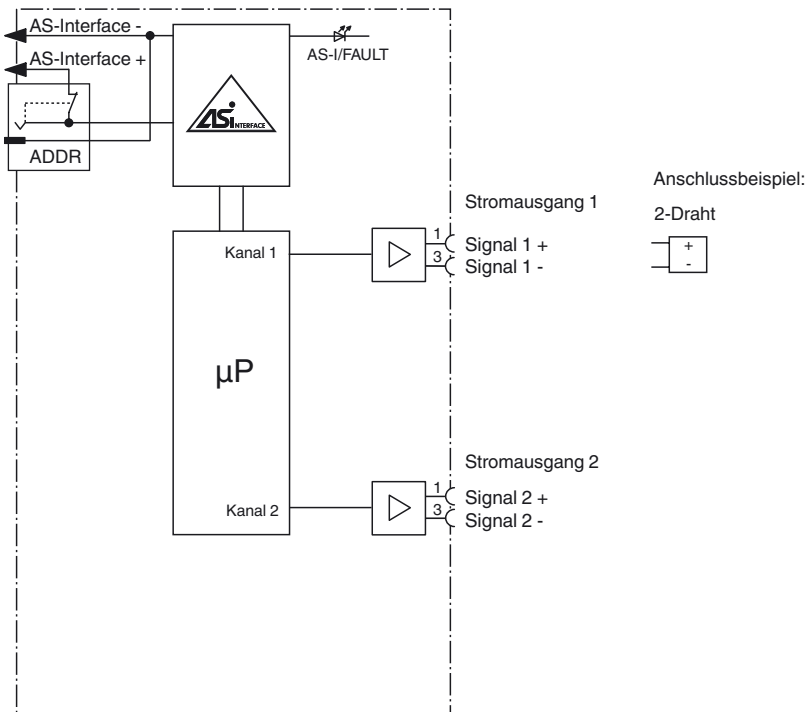 AS-Interface -
AS-I/FAULT
AS-Interface +
ASi INTERFACE
ADDR
Anschlussbeispiel:
2-Draht
+
-
Stromausgang 1
Kanal 1
1
Signal 1 +
3
Signal 1 -
µP
Stromausgang 2
Kanal 2
1
Signal 2 +
3
Signal 2 -